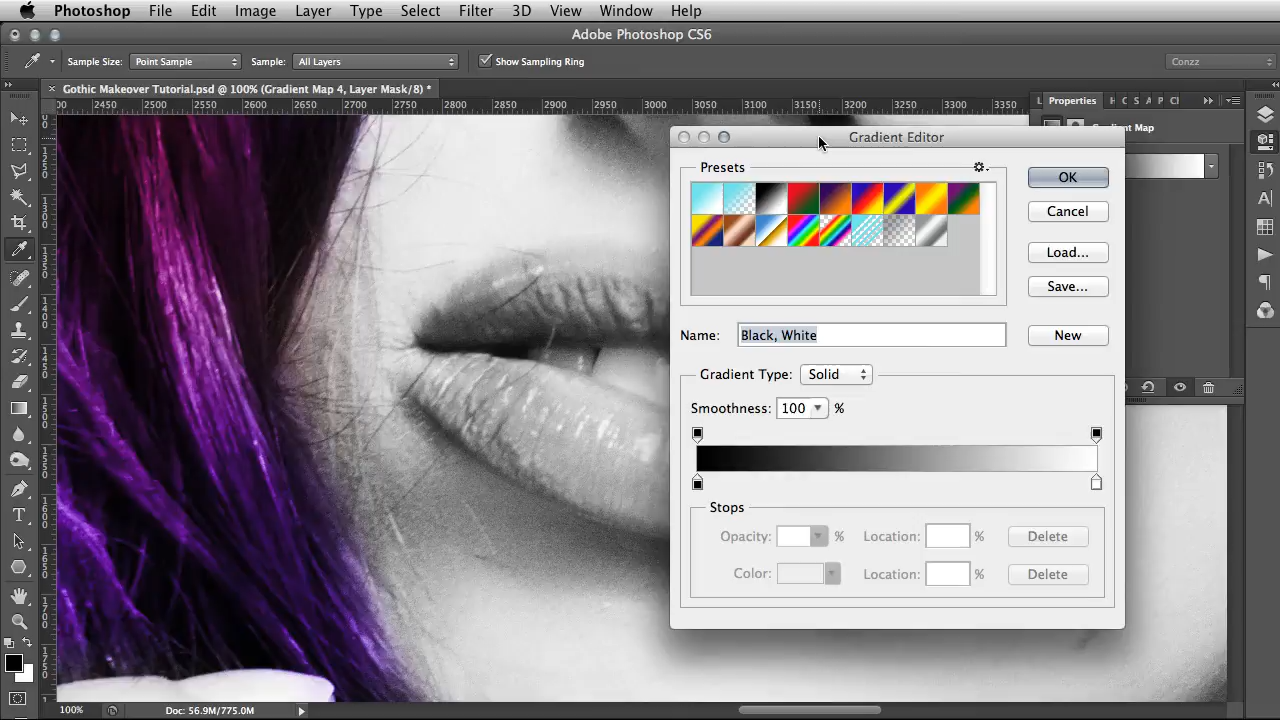 Photoshop File Edit Image Layer Type Select Filter 3D View Window Help
Adobe Photoshop CS6
Sample Size: Point Sample Sample: All Layers Show Sampling Ring Conzz
Gothic Makeover Tutorial.psd @ 100% (Gradient Map 4, Layer Mask/8) *
Properties
2450 2500 2550 2600 2650 2700 2750 2800 2850 2900 2950 3000 3050 3100 3150 3200 3250 3300 3350
Gradient Map
Gradient Editor
Presets
OK
Cancel
Load...
Save...
Name: Black, White New
Gradient Type: Solid
Smoothness: 100 %
Stops
Opacity: % Location: % Delete
Color: Location: % Delete
100% Doc: 56.9M/775.0M